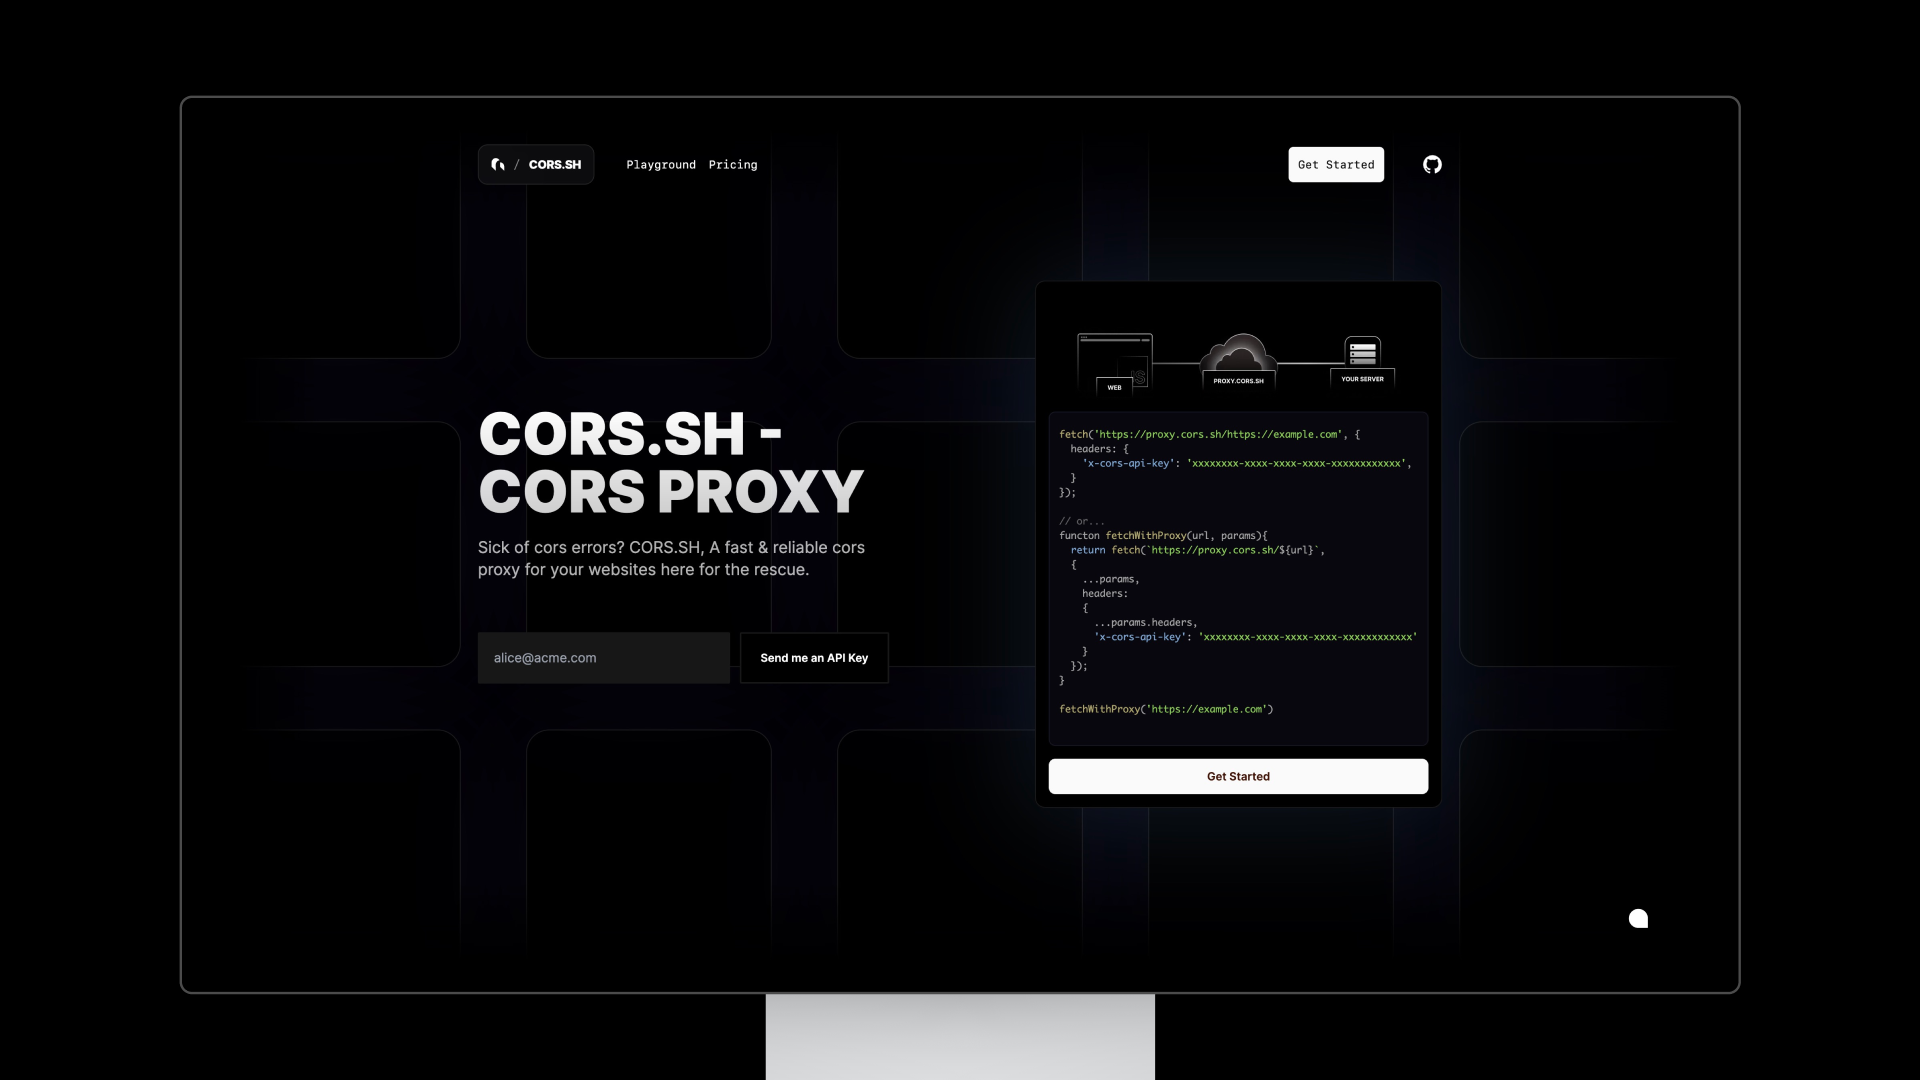 / CORS.SH
Playground Pricing
Get Started
CORS.SH -
CORS PROXY
Sick of cors errors? CORS.SH, A fast & reliable cors
proxy for your websites here for the rescue.
alice@acme.com
Send me an API Key
JS
WEB
PROXY.CORS.SH
YOUR SERVER
fetch('https://proxy.cors.sh/https://example.com', {
  headers: {
    'x-cors-api-key': 'xxxxxxxx-xxxx-xxxx-xxxx-xxxxxxxxxxxx',
  }
});
// or...
functon fetchWithProxy(url, params){
  return fetch(`https://proxy.cors.sh/${url}`,
  {
    ...params,
    headers:
    {
      ...params.headers,
      'x-cors-api-key': 'xxxxxxxx-xxxx-xxxx-xxxx-xxxxxxxxxxxx'
    }
  });
}
fetchWithProxy('https://example.com')
Get Started